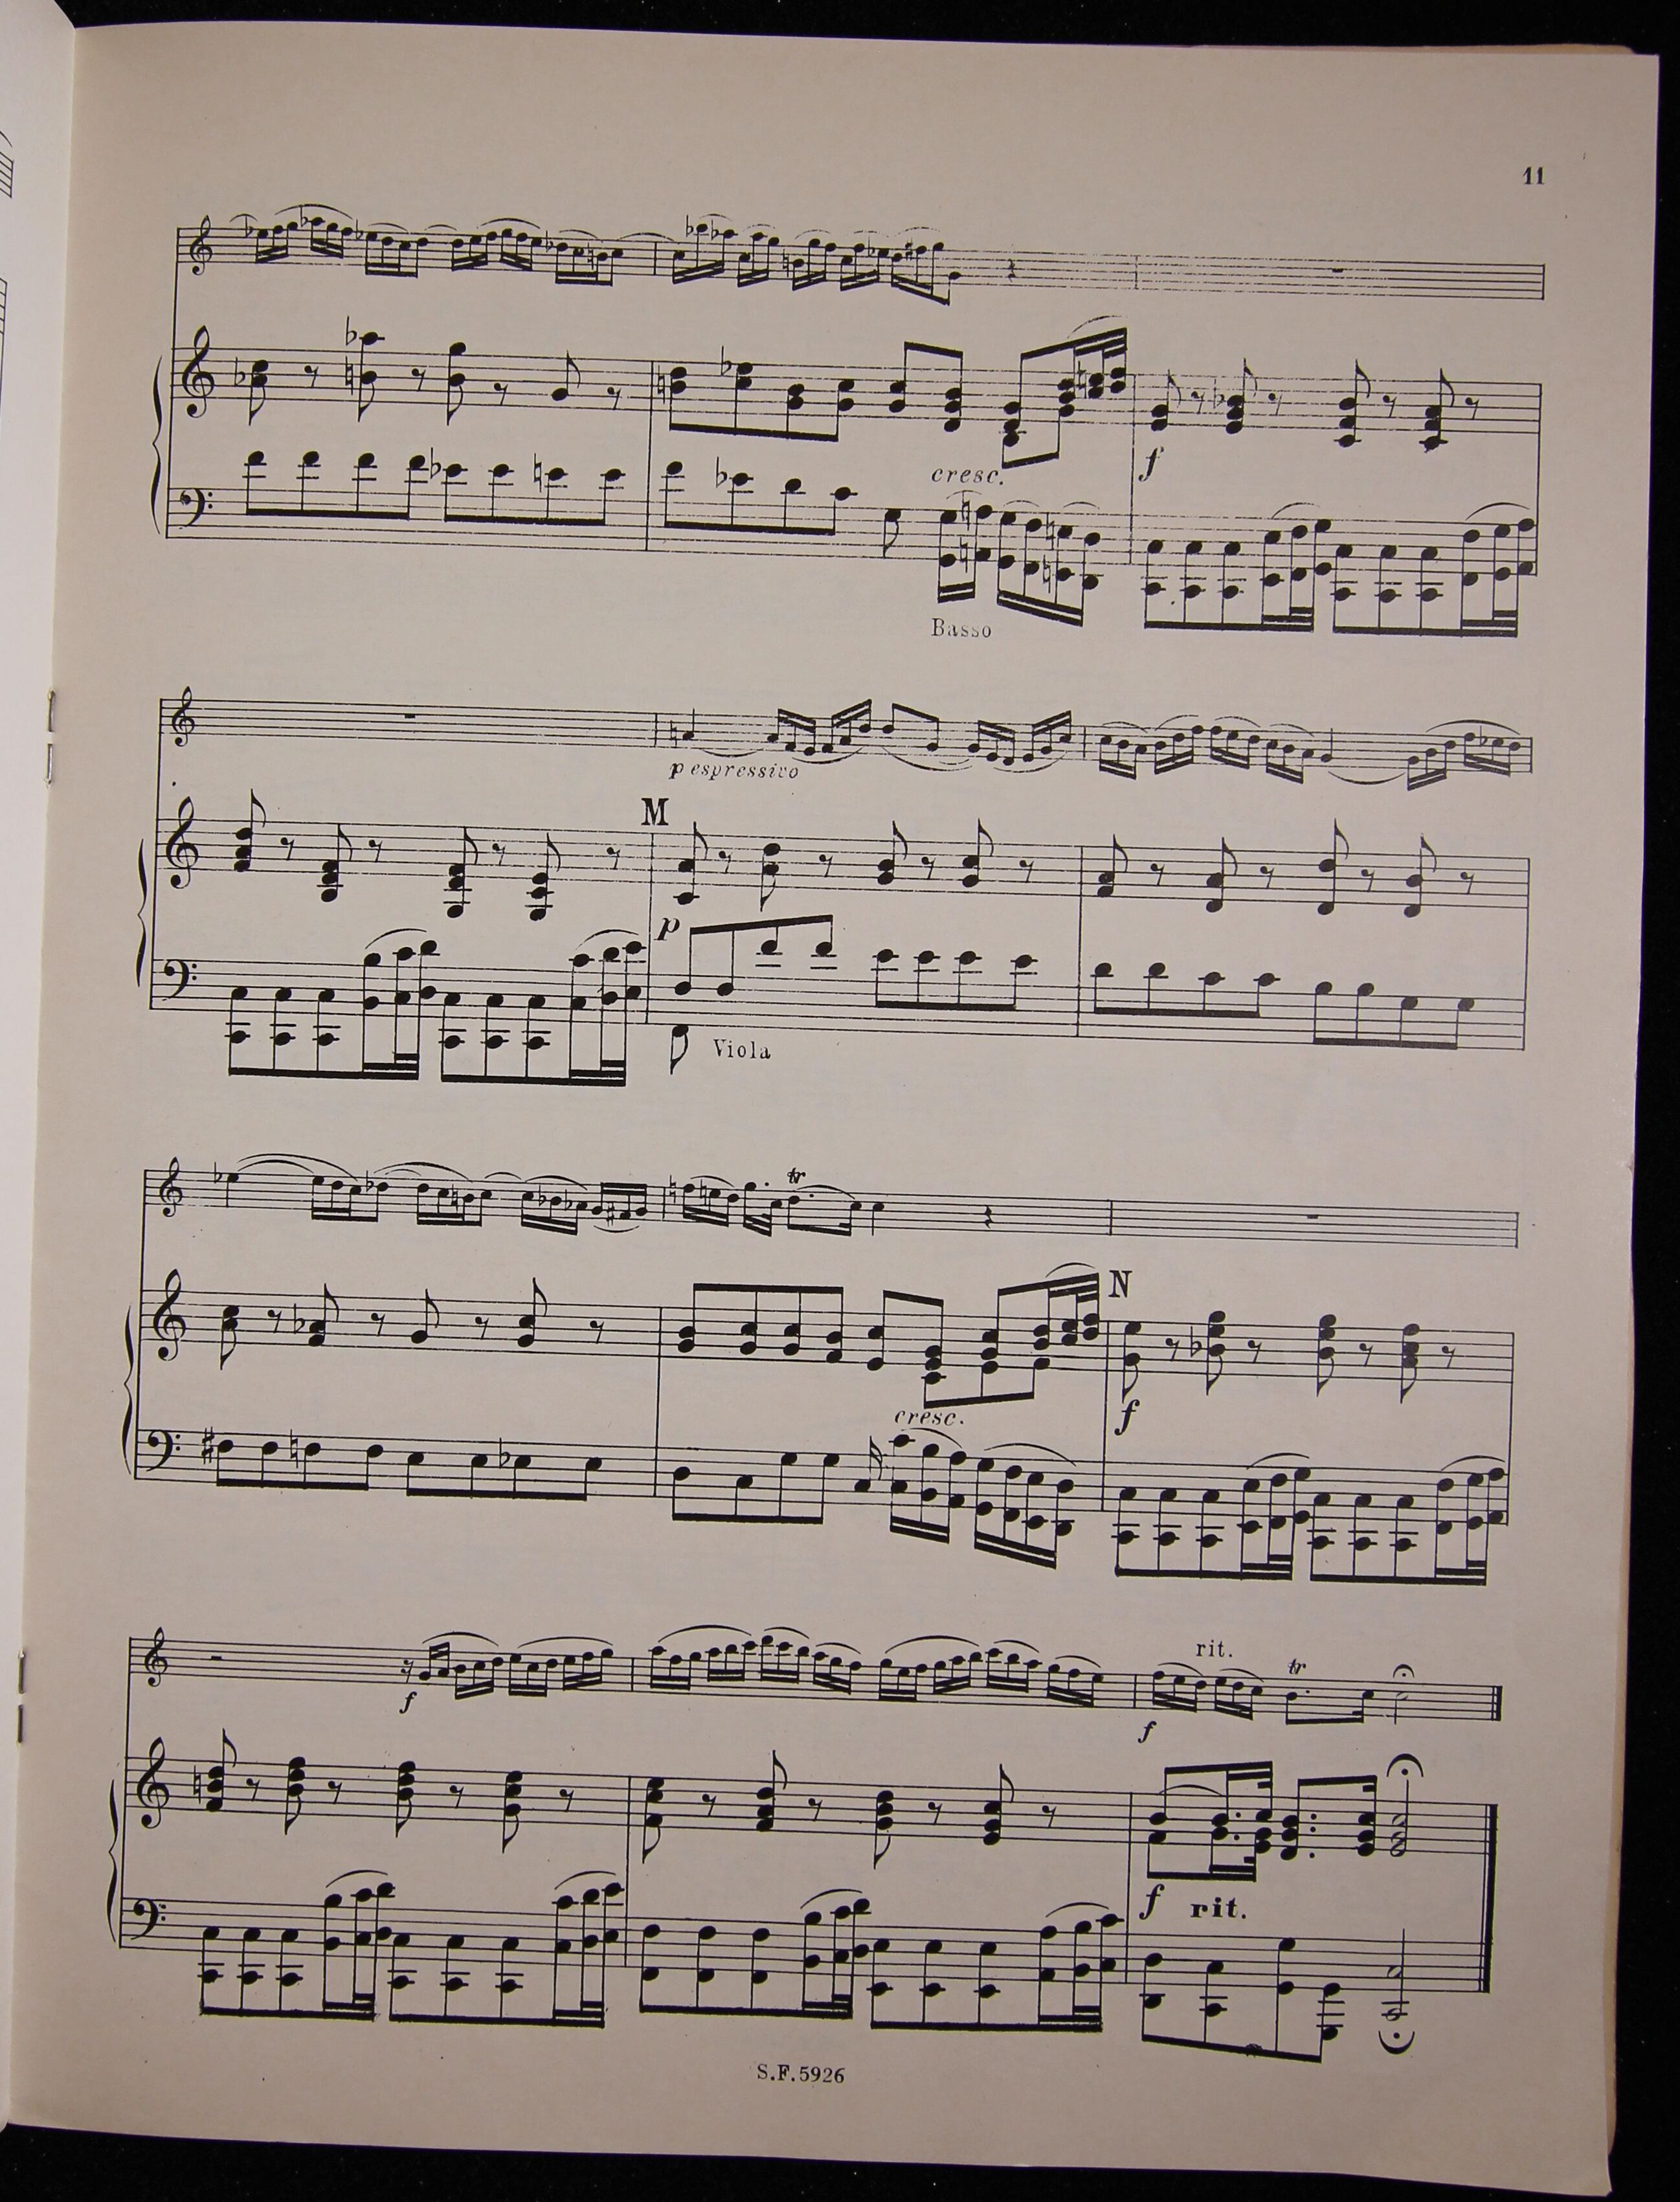 11
cresc.
f
Basso
p espressivo
M
p
Viola
tr
N
cresc.
f
rit.
f
tr
f
f rit.
S.F.5926